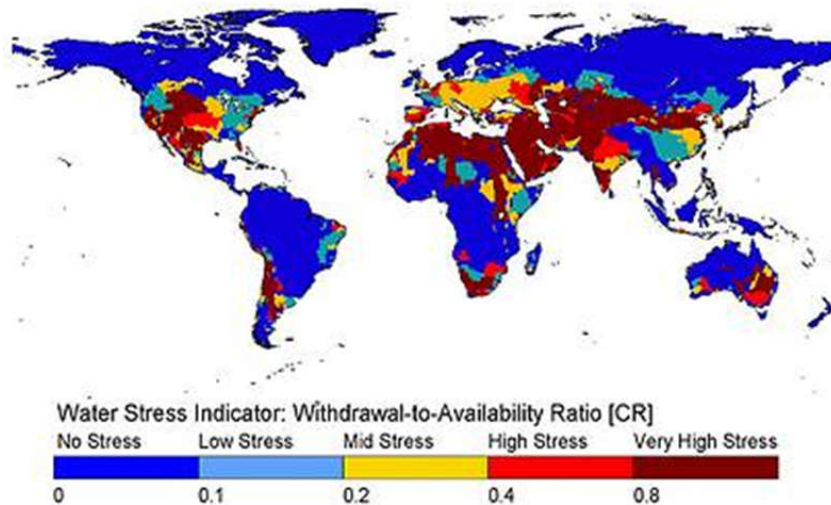 Water Stress Indicator: Withdrawal-to-Availability Ratio [CR]
No Stress Low Stress Mid Stress High Stress Very High Stress
0 0.1 0.2 0.4 0.8